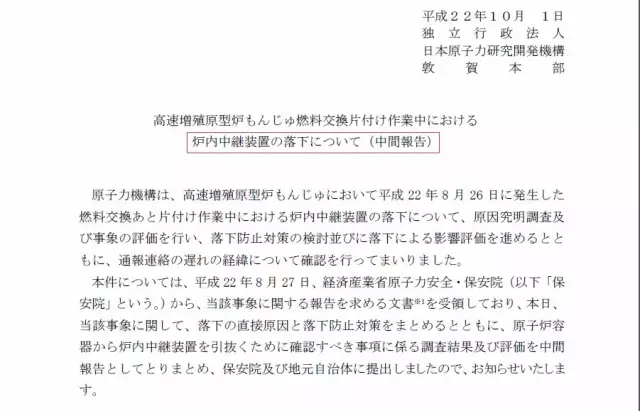 平成２２年１０月　１日
独立行政法人
日本原子力研究開発機構
敦賀本部
高速増殖原型炉もんじゅ燃料交換片付け作業中における
炉内中継装置の落下について（中間報告）
原子力機構は、高速増殖原型炉もんじゅにおいて平成 22 年 8 月 26 日に発生した
燃料交換あと片付け作業中における炉内中継装置の落下について、原因究明調査及
び事象の評価を行い、落下防止対策の検討並びに落下による影響評価を進めるとと
もに、通報連絡の遅れの経緯について確認を行ってまいりました。
本件については、平成 22 年 8 月 27 日、経済産業省原子力安全・保安院（以下「保
安院」という。）から、当該事象に関する報告を求める文書※1を受領しており、本日、
当該事象に関して、落下の直接原因と落下防止対策をまとめるとともに、原子炉容
器から炉内中継装置を引抜くために確認すべき事項に係る調査結果及び評価を中間
報告としてとりまとめ、保安院及び地元自治体に提出しましたので、お知らせいたしま
す。